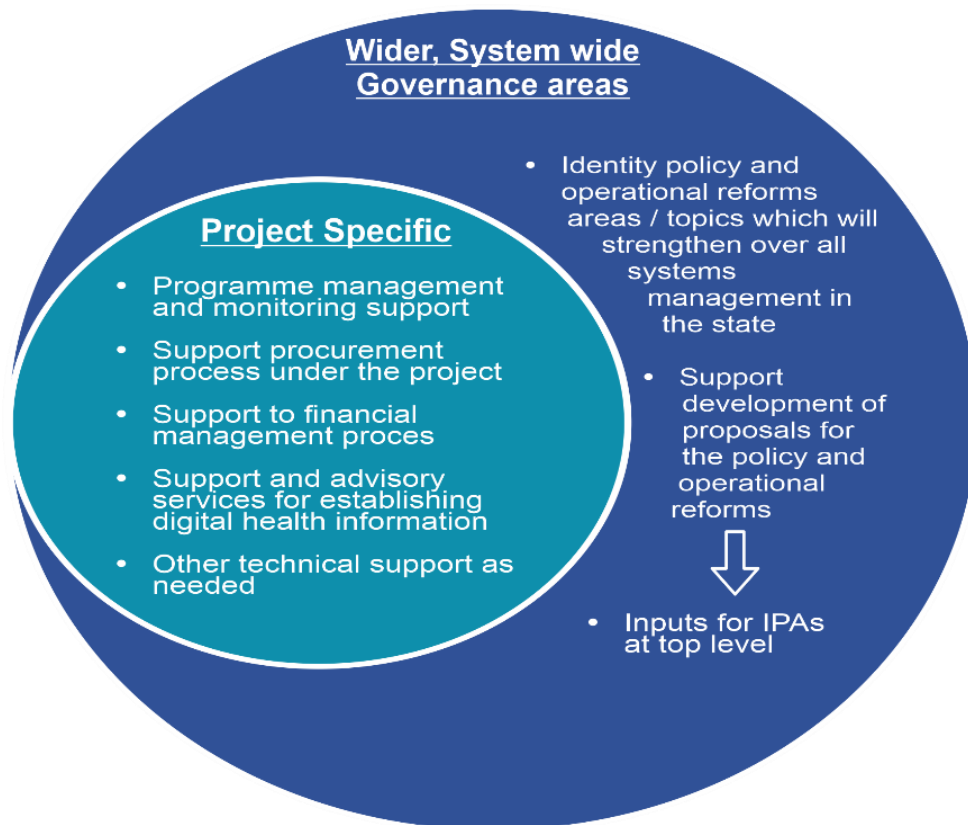 Wider, System wide
Governance areas
• Identity policy and
operational reforms
areas / topics which will
strengthen over all
systems
management in
the state
• Support
development of
proposals for
the policy and
operational
reforms
• Inputs for IPAs
at top level
Project Specific
• Programme management
and monitoring support
• Support procurement
process under the project
• Support to financial
management proces
• Support and advisory
services for establishing
digital health information
• Other technical support as
needed